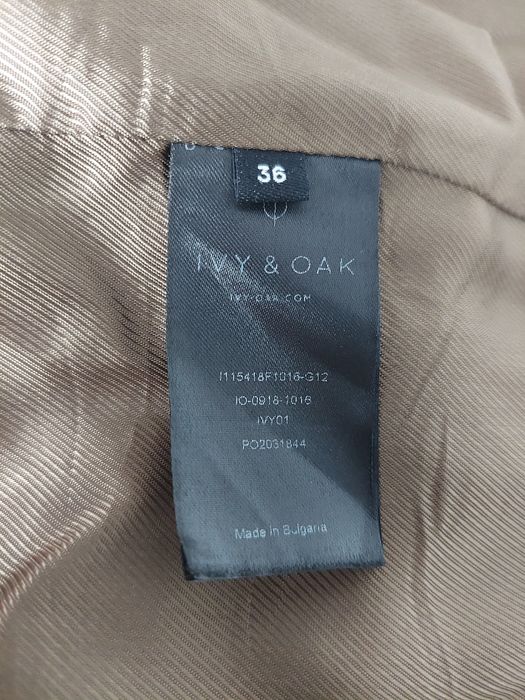 36
IVY & OAK
IVY-OAK.COM
I115418F1016-G12
IO-0918-1016
IVY01
PO2031844
Made in Bulgaria